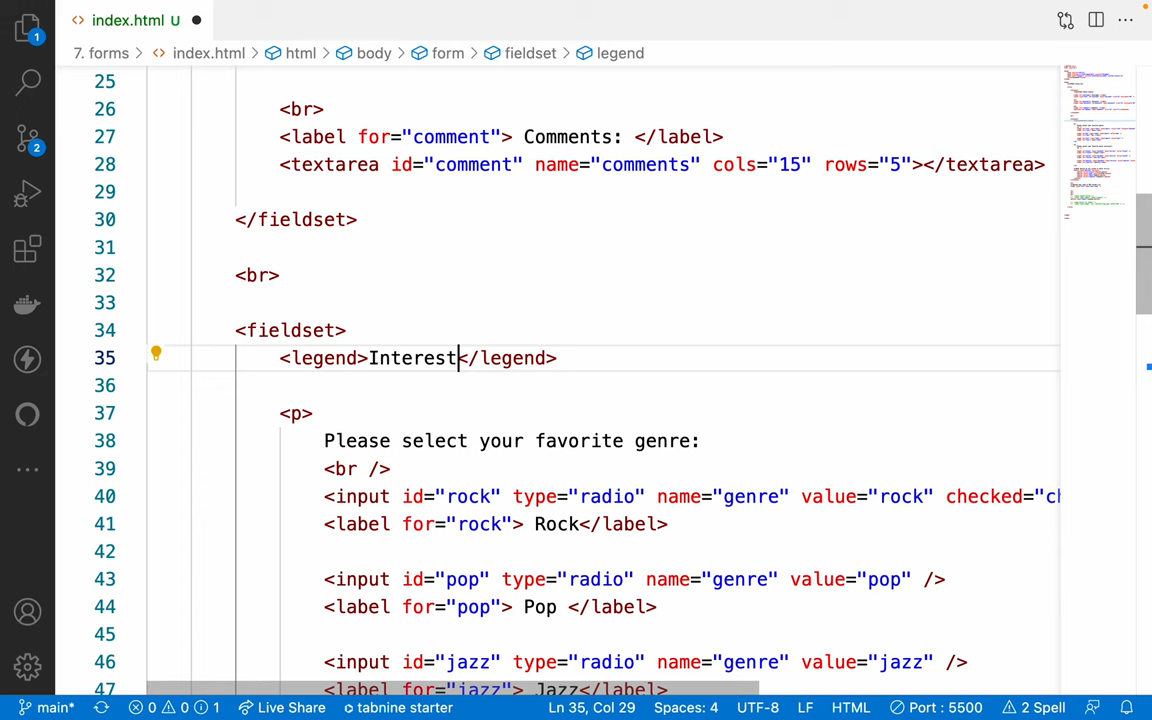 index.html U
7. forms > index.html > html > body > form > fieldset > legend
1
2
25
26 <br>
27 <label for="comment"> Comments: </label>
28 <textarea id="comment" name="comments" cols="15" rows="5"></textarea>
29
30 </fieldset>
31
32 <br>
33
34 <fieldset>
35 <legend>Interest</legend>
36
37 <p>
38 Please select your favorite genre:
39 <br />
40 <input id="rock" type="radio" name="genre" value="rock" checked="ch
41 <label for="rock"> Rock</label>
42
43 <input id="pop" type="radio" name="genre" value="pop" />
44 <label for="pop"> Pop </label>
45
46 <input id="jazz" type="radio" name="genre" value="jazz" />
47 <label for="jazz"> Jazz</label>
main* 0 0 1 Live Share tabnine starter Ln 35, Col 29 Spaces: 4 UTF-8 LF HTML Port : 5500 2 Spell